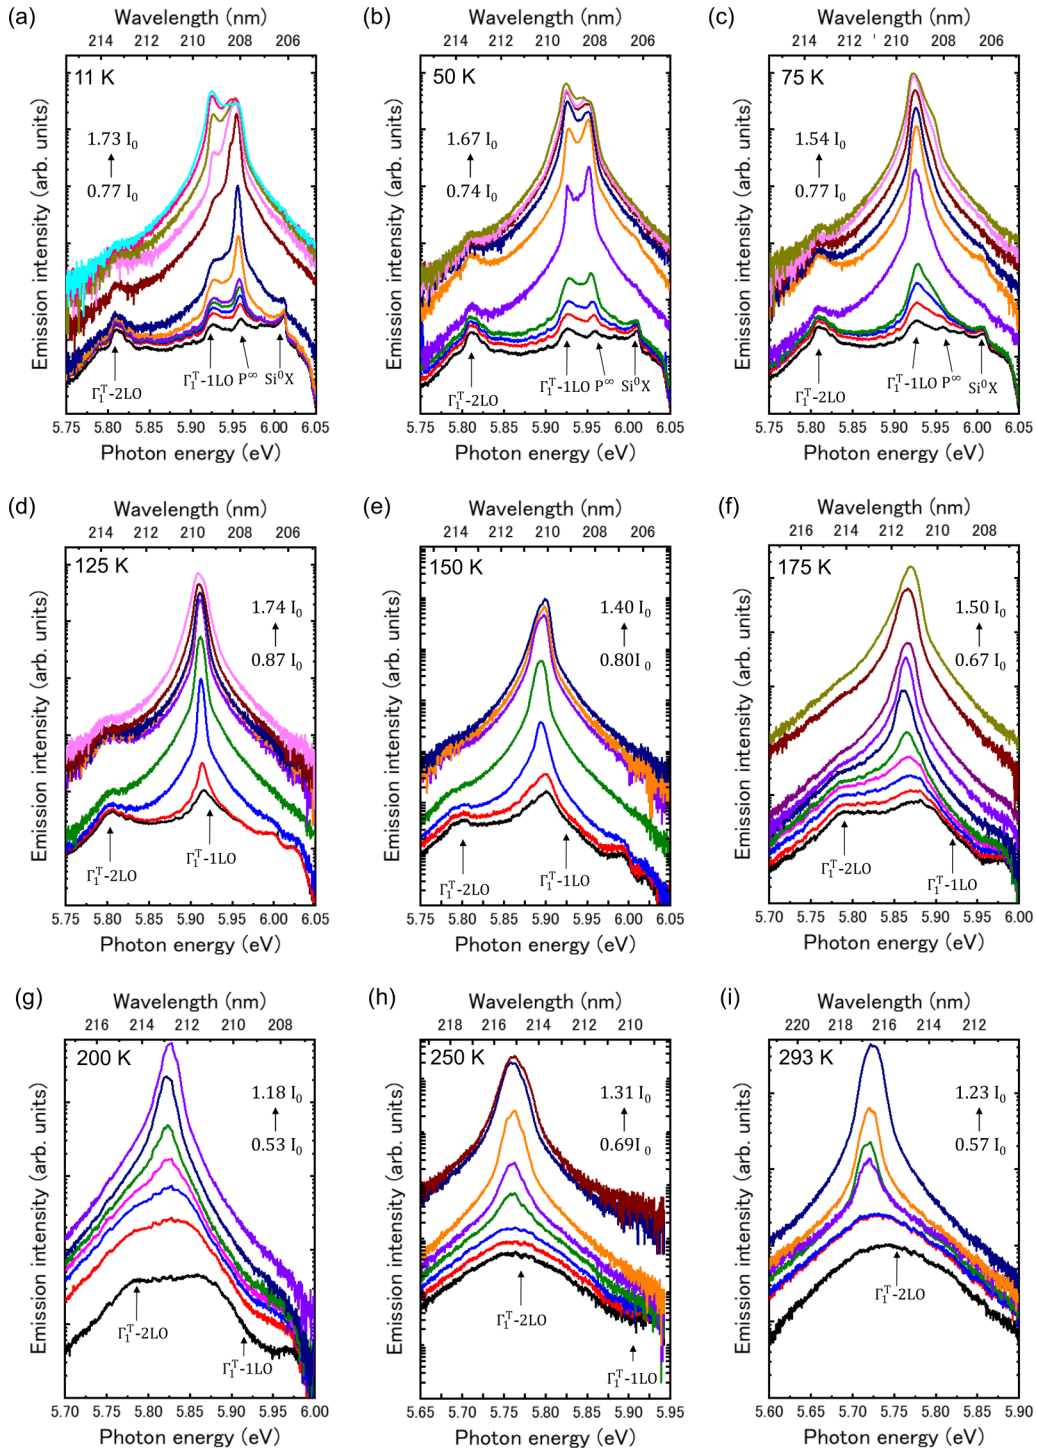 (a)
Wavelength (nm)
214 212 210 208 206
11 K
1.73 I₀
0.77 I₀
Γ₁ᵀ-2LO
Γ₁ᵀ-1LO P∞ Si⁰X
Emission intensity (arb. units)
5.75 5.80 5.85 5.90 5.95 6.00 6.05
Photon energy (eV)
(b)
Wavelength (nm)
214 212 210 208 206
50 K
1.67 I₀
0.74 I₀
Γ₁ᵀ-2LO
Γ₁ᵀ-1LO P∞ Si⁰X
Emission intensity (arb. units)
5.75 5.80 5.85 5.90 5.95 6.00 6.05
Photon energy (eV)
(c)
Wavelength (nm)
214 212 210 208 206
75 K
1.54 I₀
0.77 I₀
Γ₁ᵀ-2LO
Γ₁ᵀ-1LO P∞ Si⁰X
Emission intensity (arb. units)
5.75 5.80 5.85 5.90 5.95 6.00 6.05
Photon energy (eV)
(d)
Wavelength (nm)
214 212 210 208 206
125 K
1.74 I₀
0.87 I₀
Γ₁ᵀ-2LO
Γ₁ᵀ-1LO
Emission intensity (arb. units)
5.75 5.80 5.85 5.90 5.95 6.00 6.05
Photon energy (eV)
(e)
Wavelength (nm)
214 212 210 208 206
150 K
1.40 I₀
0.80I₀
Γ₁ᵀ-2LO
Γ₁ᵀ-1LO
Emission intensity (arb. units)
5.75 5.80 5.85 5.90 5.95 6.00 6.05
Photon energy (eV)
(f)
Wavelength (nm)
216 214 212 210 208
175 K
1.50 I₀
0.67 I₀
Γ₁ᵀ-2LO
Γ₁ᵀ-1LO
Emission intensity (arb. units)
5.70 5.75 5.80 5.85 5.90 5.95 6.00
Photon energy (eV)
(g)
Wavelength (nm)
216 214 212 210 208
200 K
1.18 I₀
0.53 I₀
Γ₁ᵀ-2LO
Γ₁ᵀ-1LO
Emission intensity (arb. units)
5.70 5.75 5.80 5.85 5.90 5.95 6.00
Photon energy (eV)
(h)
Wavelength (nm)
218 216 214 212 210
250 K
1.31 I₀
0.69I₀
Γ₁ᵀ-2LO
Γ₁ᵀ-1LO
Emission intensity (arb. units)
5.65 5.70 5.75 5.80 5.85 5.90 5.95
Photon energy (eV)
(i)
Wavelength (nm)
220 218 216 214 212
293 K
1.23 I₀
0.57 I₀
Γ₁ᵀ-2LO
Emission intensity (arb. units)
5.60 5.65 5.70 5.75 5.80 5.85 5.90
Photon energy (eV)